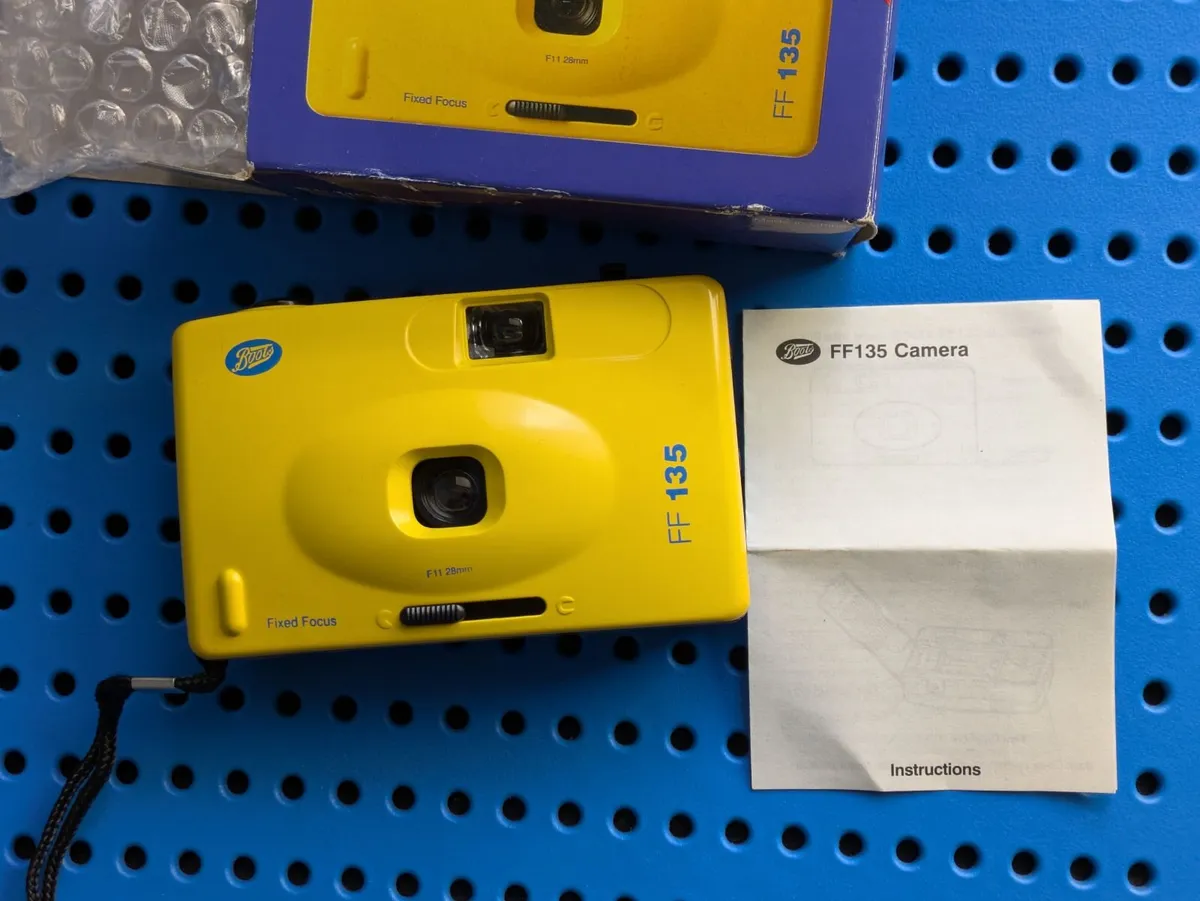 F11 28mm
Fixed Focus
FF 135
Boots
FF 135
F11 28mm
Fixed Focus
Boots FF135 Camera
Instructions